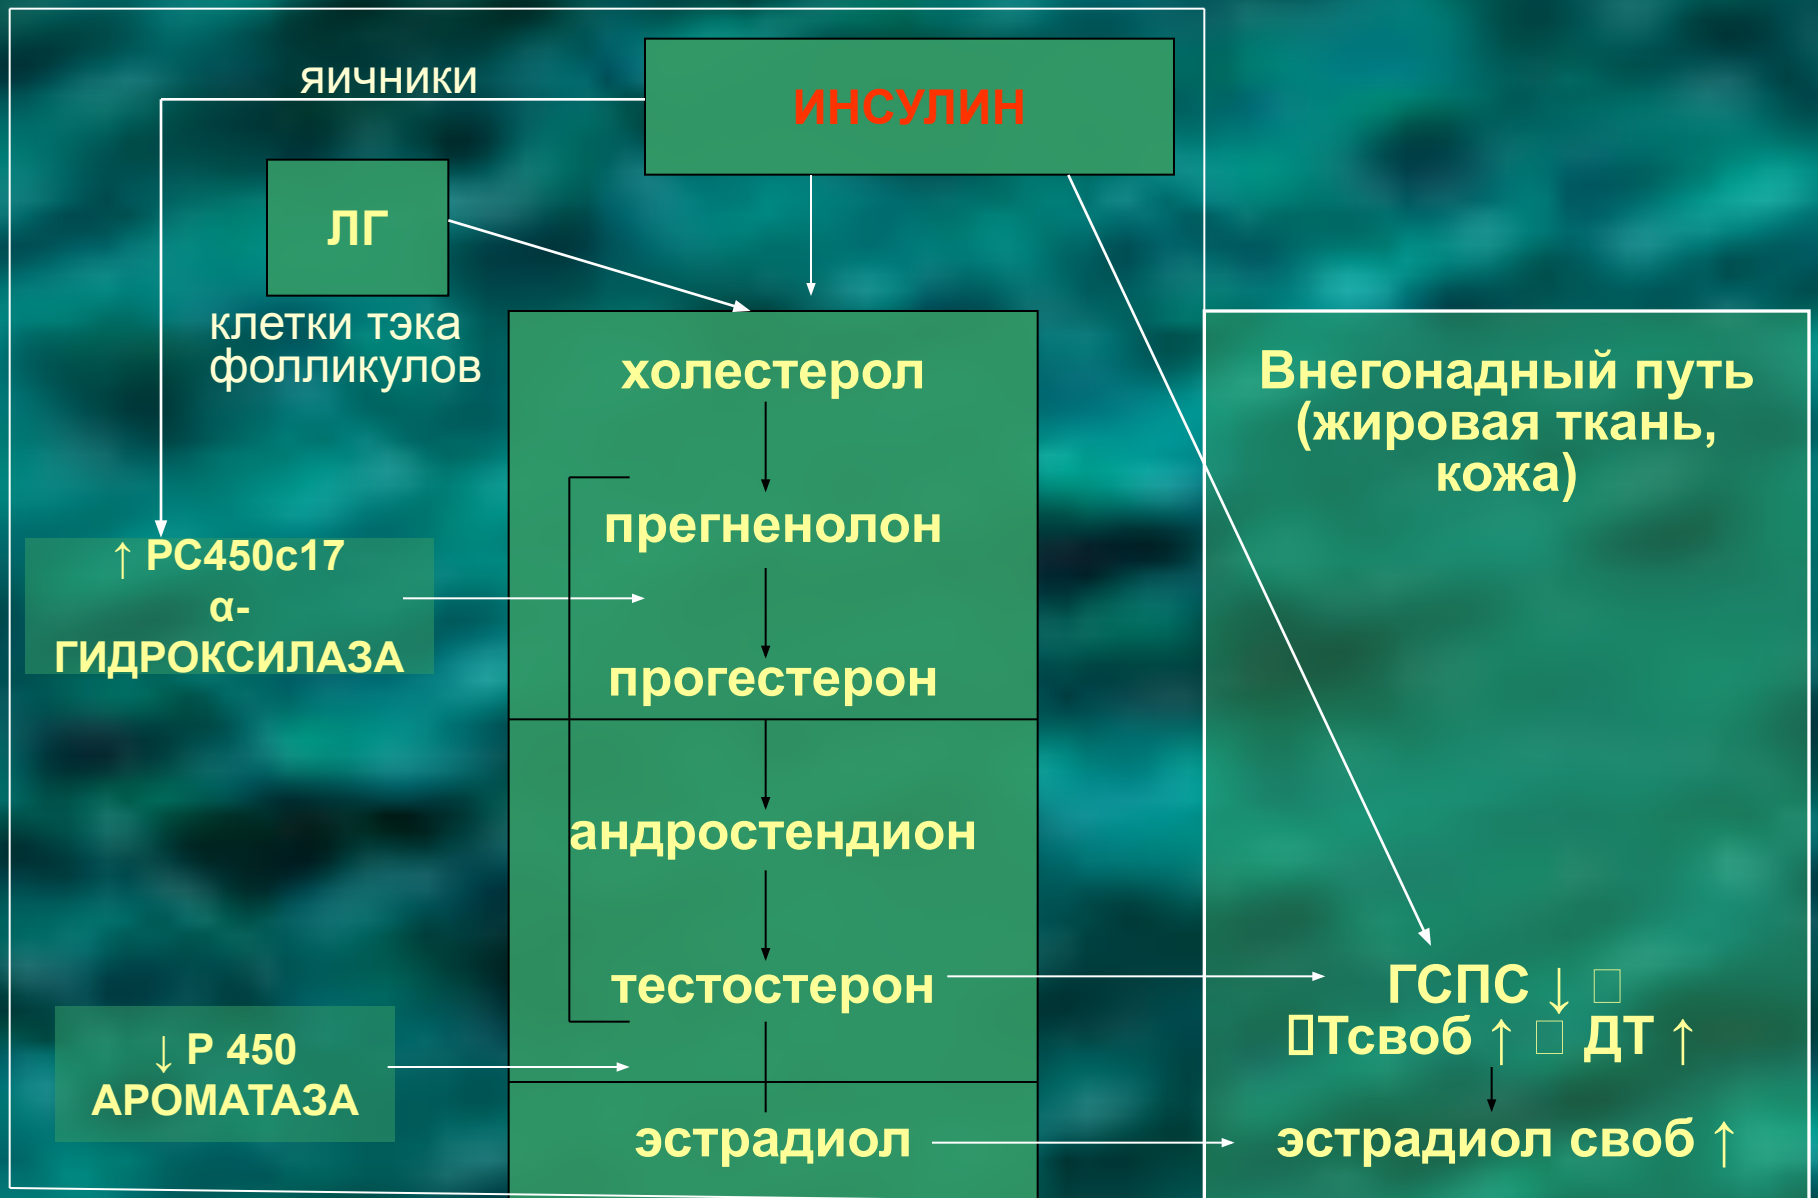 яичники
ИНСУЛИН
ЛГ
клетки тэка
фолликулов
холестерол
Внегонадный путь
(жировая ткань,
кожа)
прегненолон
↑ РС450с17
α-
ГИДРОКСИЛАЗА
прогестерон
андростендион
тестостерон
ГСПС ↓ □
▯Тсвоб ↑ □ ДТ ↑
↓ Р 450
АРОМАТАЗА
эстрадиол
эстрадиол своб ↑